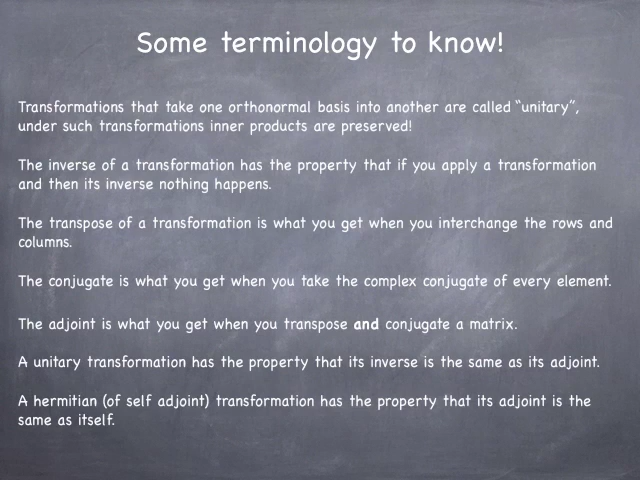 Some terminology to know!
Transformations that take one orthonormal basis into another are called “unitary”,
under such transformations inner products are preserved!
The inverse of a transformation has the property that if you apply a transformation
and then its inverse nothing happens.
The transpose of a transformation is what you get when you interchange the rows and
columns.
The conjugate is what you get when you take the complex conjugate of every element.
The adjoint is what you get when you transpose and conjugate a matrix.
A unitary transformation has the property that its inverse is the same as its adjoint.
A hermitian (of self adjoint) transformation has the property that its adjoint is the
same as itself.